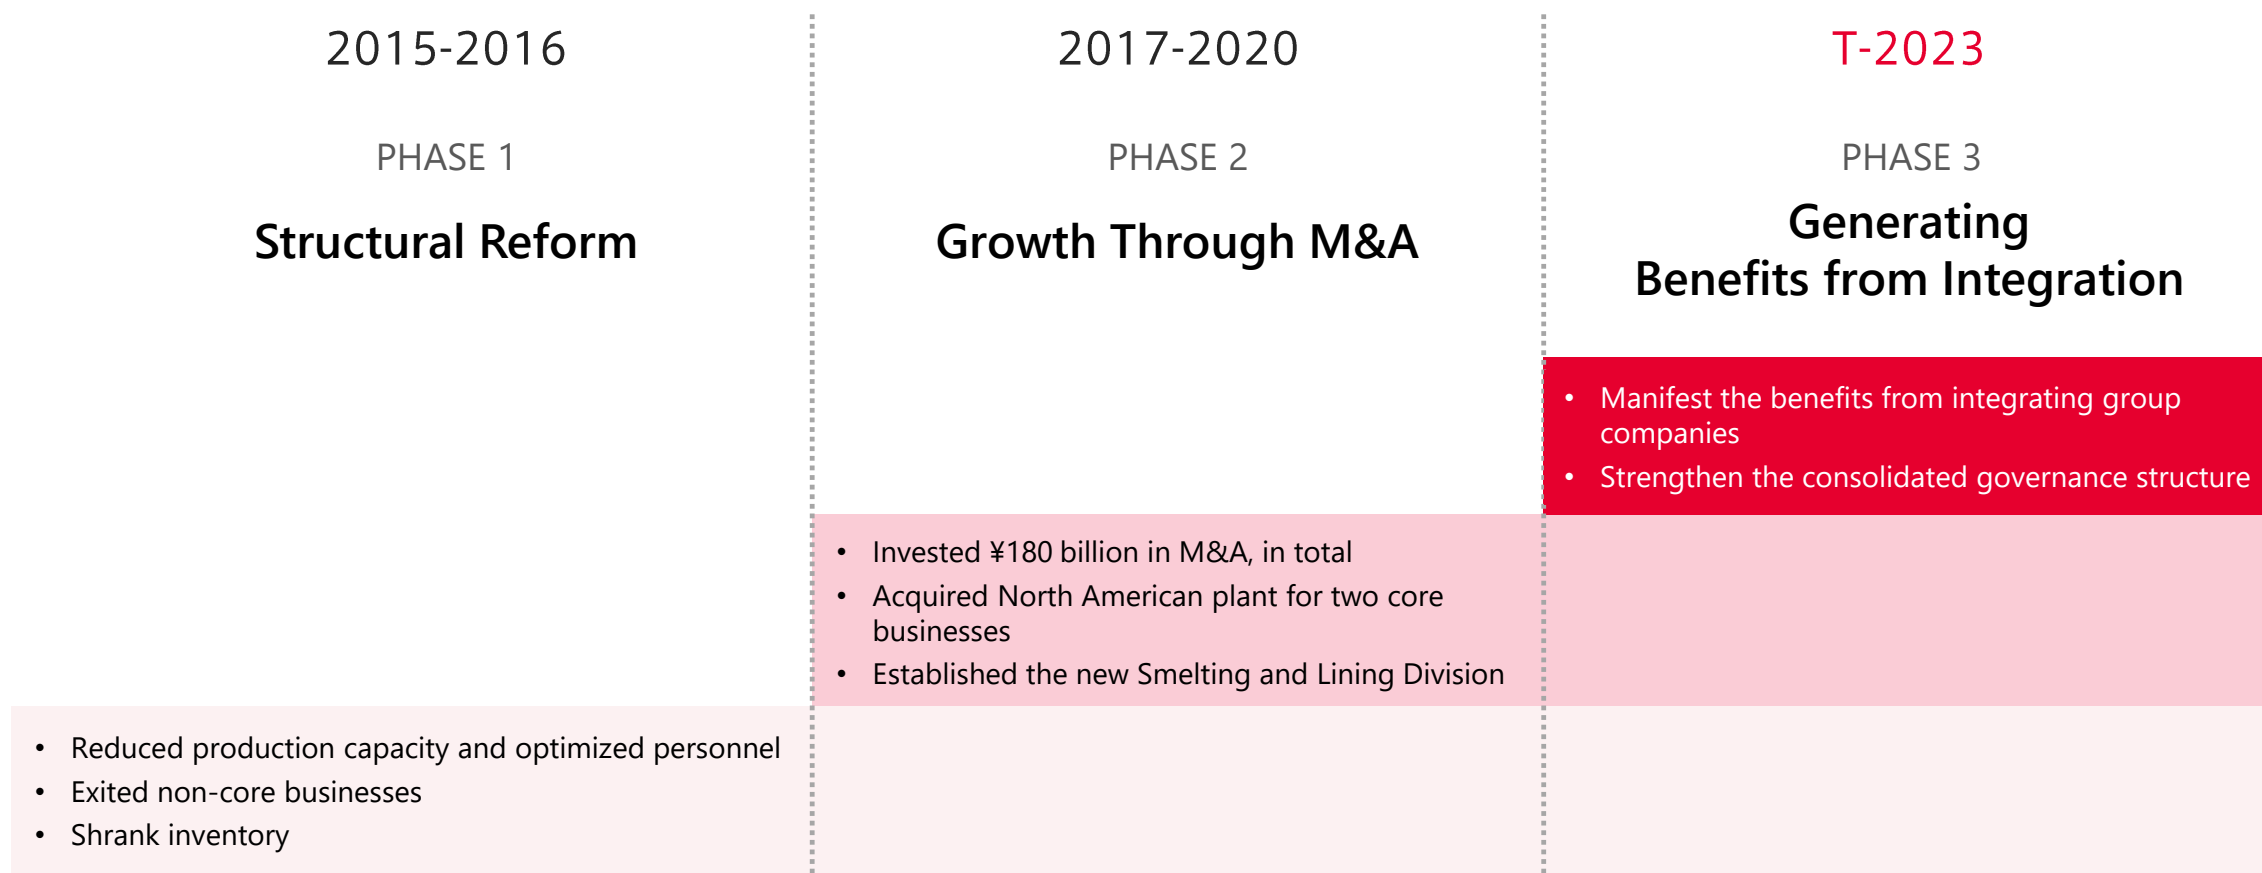 2015-2016
PHASE 1
Structural Reform
2017-2020
PHASE 2
Growth Through M&A
T-2023
PHASE 3
Generating
Benefits from Integration
• Manifest the benefits from integrating group
companies
• Strengthen the consolidated governance structure
• Invested ¥180 billion in M&A, in total
• Acquired North American plant for two core
businesses
• Established the new Smelting and Lining Division
• Reduced production capacity and optimized personnel
• Exited non-core businesses
• Shrank inventory